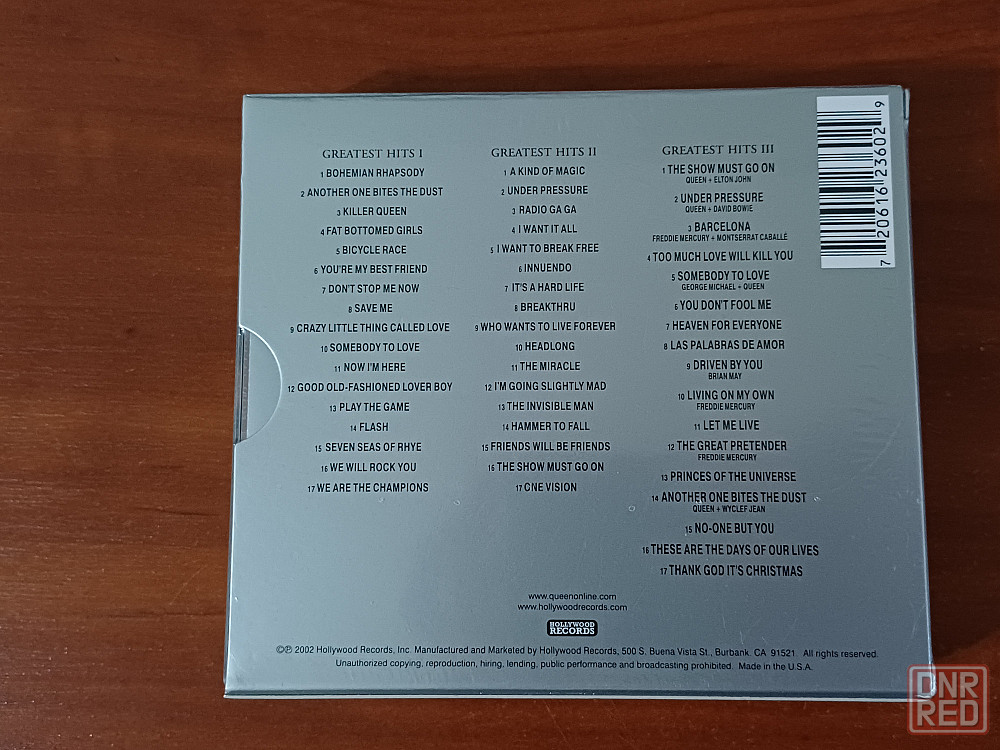 GREATEST HITS I
1 BOHEMIAN RHAPSODY
2 ANOTHER ONE BITES THE DUST
3 KILLER QUEEN
4 FAT BOTTOMED GIRLS
5 BICYCLE RACE
6 YOU'RE MY BEST FRIEND
7 DON'T STOP ME NOW
8 SAVE ME
9 CRAZY LITTLE THING CALLED LOVE
10 SOMEBODY TO LOVE
11 NOW I'M HERE
12 GOOD OLD-FASHIONED LOVER BOY
13 PLAY THE GAME
14 FLASH
15 SEVEN SEAS OF RHYE
16 WE WILL ROCK YOU
17 WE ARE THE CHAMPIONS
GREATEST HITS II
1 A KIND OF MAGIC
2 UNDER PRESSURE
3 RADIO GA GA
4 I WANT IT ALL
5 I WANT TO BREAK FREE
6 INNUENDO
7 IT'S A HARD LIFE
8 BREAKTHRU
9 WHO WANTS TO LIVE FOREVER
10 HEADLONG
11 THE MIRACLE
12 I'M GOING SLIGHTLY MAD
13 THE INVISIBLE MAN
14 HAMMER TO FALL
15 FRIENDS WILL BE FRIENDS
16 THE SHOW MUST GO ON
17 ONE VISION
GREATEST HITS III
1 THE SHOW MUST GO ON
QUEEN + ELTON JOHN
2 UNDER PRESSURE
QUEEN + DAVID BOWIE
3 BARCELONA
FREDDIE MERCURY + MONTSERRAT CABALLÉ
4 TOO MUCH LOVE WILL KILL YOU
5 SOMEBODY TO LOVE
GEORGE MICHAEL + QUEEN
6 YOU DON'T FOOL ME
7 HEAVEN FOR EVERYONE
8 LAS PALABRAS DE AMOR
9 DRIVEN BY YOU
BRIAN MAY
10 LIVING ON MY OWN
FREDDIE MERCURY
11 LET ME LIVE
12 THE GREAT PRETENDER
FREDDIE MERCURY
13 PRINCES OF THE UNIVERSE
14 ANOTHER ONE BITES THE DUST
QUEEN + WYCLEF JEAN
15 NO-ONE BUT YOU
16 THESE ARE THE DAYS OF OUR LIVES
17 THANK GOD IT'S CHRISTMAS
7 20616 23602 9
www.queenonline.com
www.hollywoodrecords.com
HOLLYWOOD
RECORDS
©℗ 2002 Hollywood Records, Inc. Manufactured and Marketed by Hollywood Records, 500 S. Buena Vista St., Burbank, CA 91521. All rights reserved.
Unauthorized copying, reproduction, hiring, lending, public performance and broadcasting prohibited. Made in the U.S.A.
DNR
RED